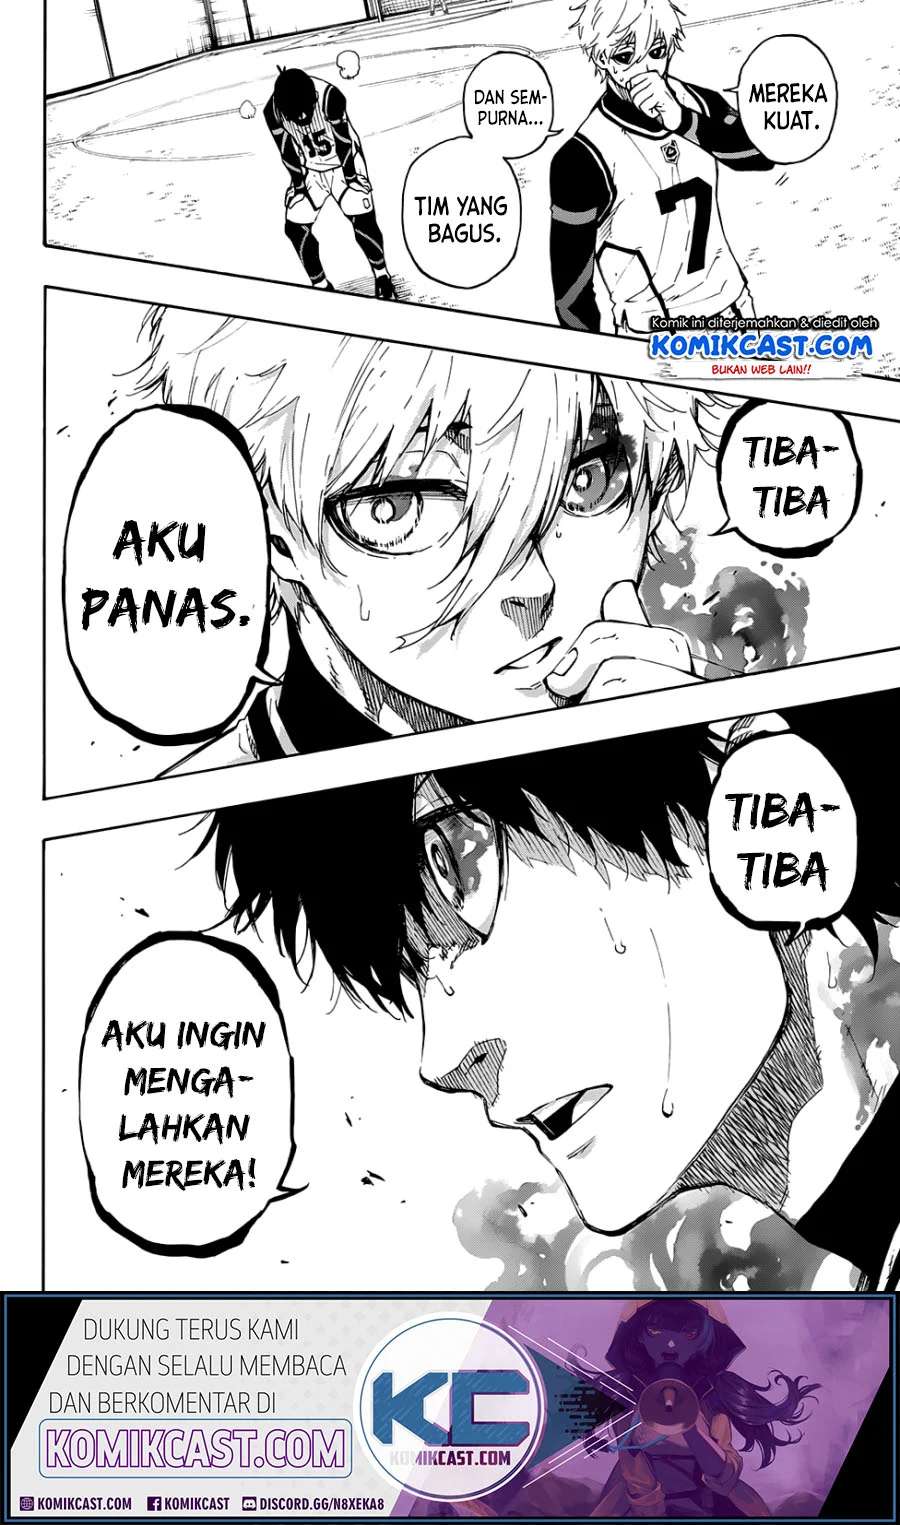 MEREKA
KUAT.
DAN SEM-
PURNA...
TIM YANG
BAGUS.
15
7
Komik ini diterjemahkan & diedit oleh
KOMIKCAST.COM
BUKAN WEB LAIN!!
TIBA-
TIBA
AKU
PANAS.
TIBA-
TIBA
AKU INGIN
MENGA-
LAHKAN
MEREKA!
DUKUNG TERUS KAMI
DENGAN SELALU MEMBACA
DAN BERKOMENTAR DI
KOMIKCAST.COM
KC
KOMIKCAST.COM
KOMIKCAST.COM
KOMIKCAST
DISCORD.GG/N8XEKA8